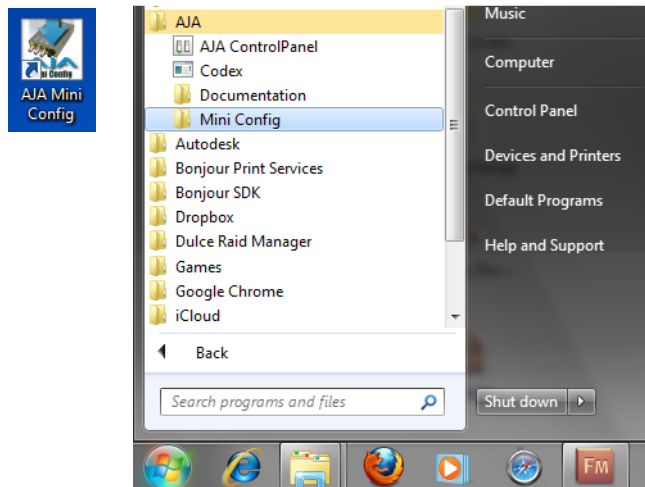 ni Config
AJA Mini
Config
AJA
AJA ControlPanel
Codex
Documentation
Mini Config
Autodesk
Bonjour Print Services
Bonjour SDK
Dropbox
Dulce Raid Manager
Games
Google Chrome
iCloud
Back
Search programs and files
Music
Computer
Control Panel
Devices and Printers
Default Programs
Help and Support
Shut down
FM